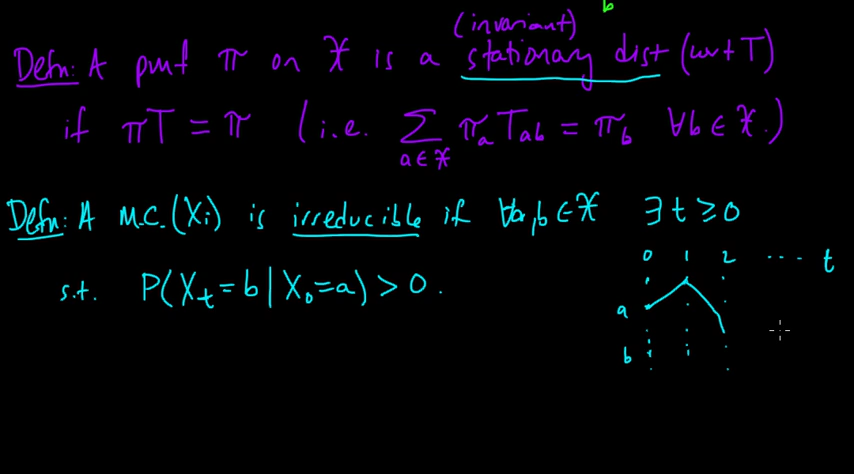 b
(invariant)
Defn: A pmf π on 𝒳 is a stationary dist (wrt T)
if πT = π (i.e. Σ_{a∈𝒳} π_a T_ab = π_b ∀b∈𝒳.)
Defn: A M.C. (X_i) is irreducible if ∀a,b∈𝒳 ∃ t ≥ 0
s.t. P(X_t = b | X_0 = a) > 0.
0 1 2 ... t
a
b